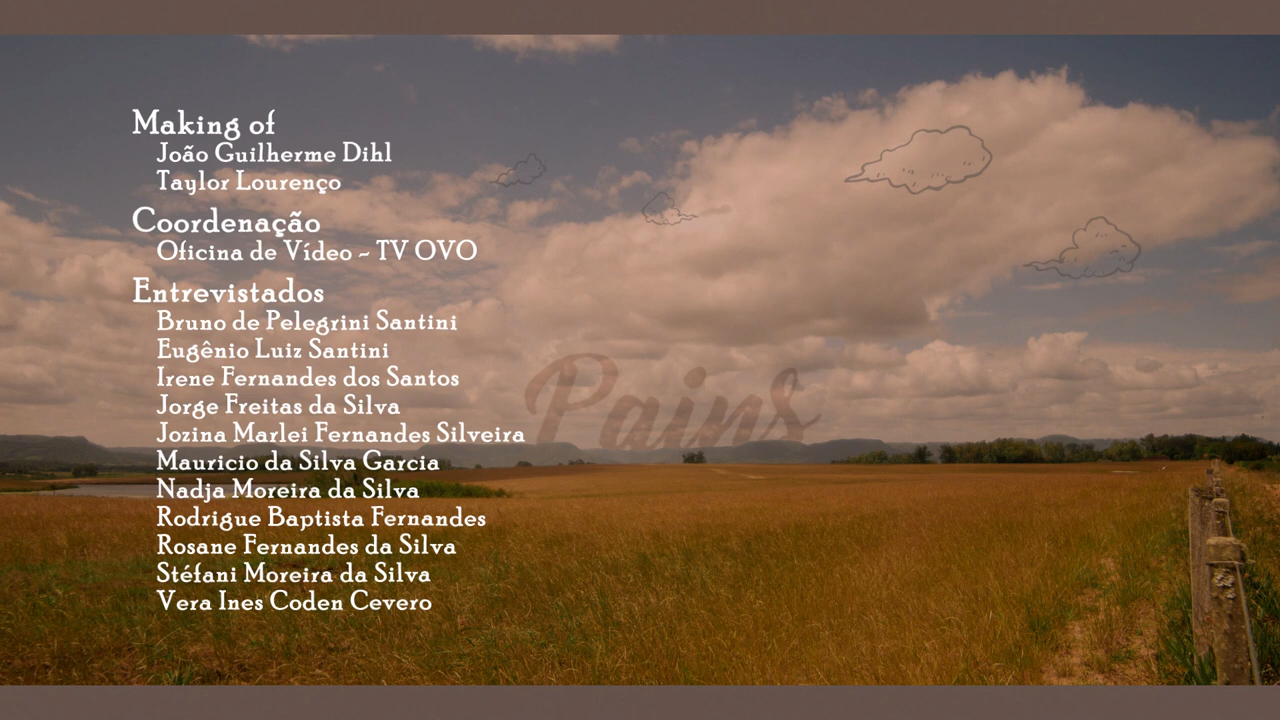 Making of
João Guilherme Dihl
Taylor Lourenço
Coordenação
Oficina de Vídeo - TV OVO
Entrevistados
Bruno de Pelegrini Santini
Eugênio Luiz Santini
Irene Fernandes dos Santos
Jorge Freitas da Silva
Jozina Marlei Fernandes Silveira
Mauricio da Silva Garcia
Nadja Moreira da Silva
Rodrigue Baptista Fernandes
Rosane Fernandes da Silva
Stéfani Moreira da Silva
Vera Ines Coden Cevero
Pains